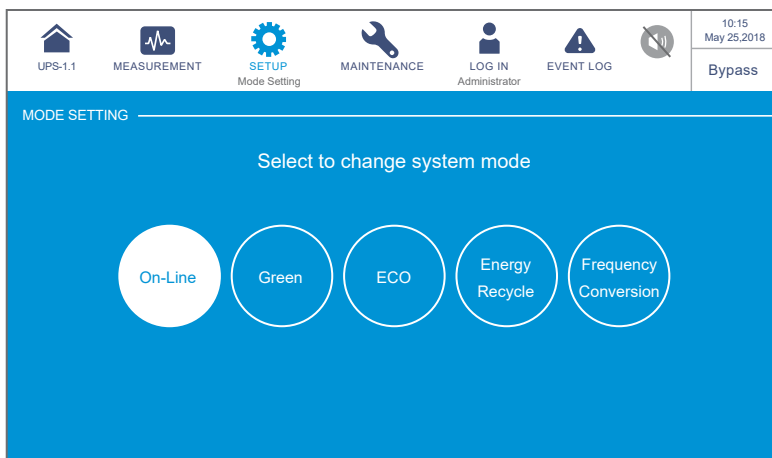 UPS-1.1
MEASUREMENT
SETUP
Mode Setting
MAINTENANCE
LOG IN
Administrator
EVENT LOG
10:15
May 25,2018
Bypass
MODE SETTING
Select to change system mode
On-Line
Green
ECO
Energy
Recycle
Frequency
Conversion